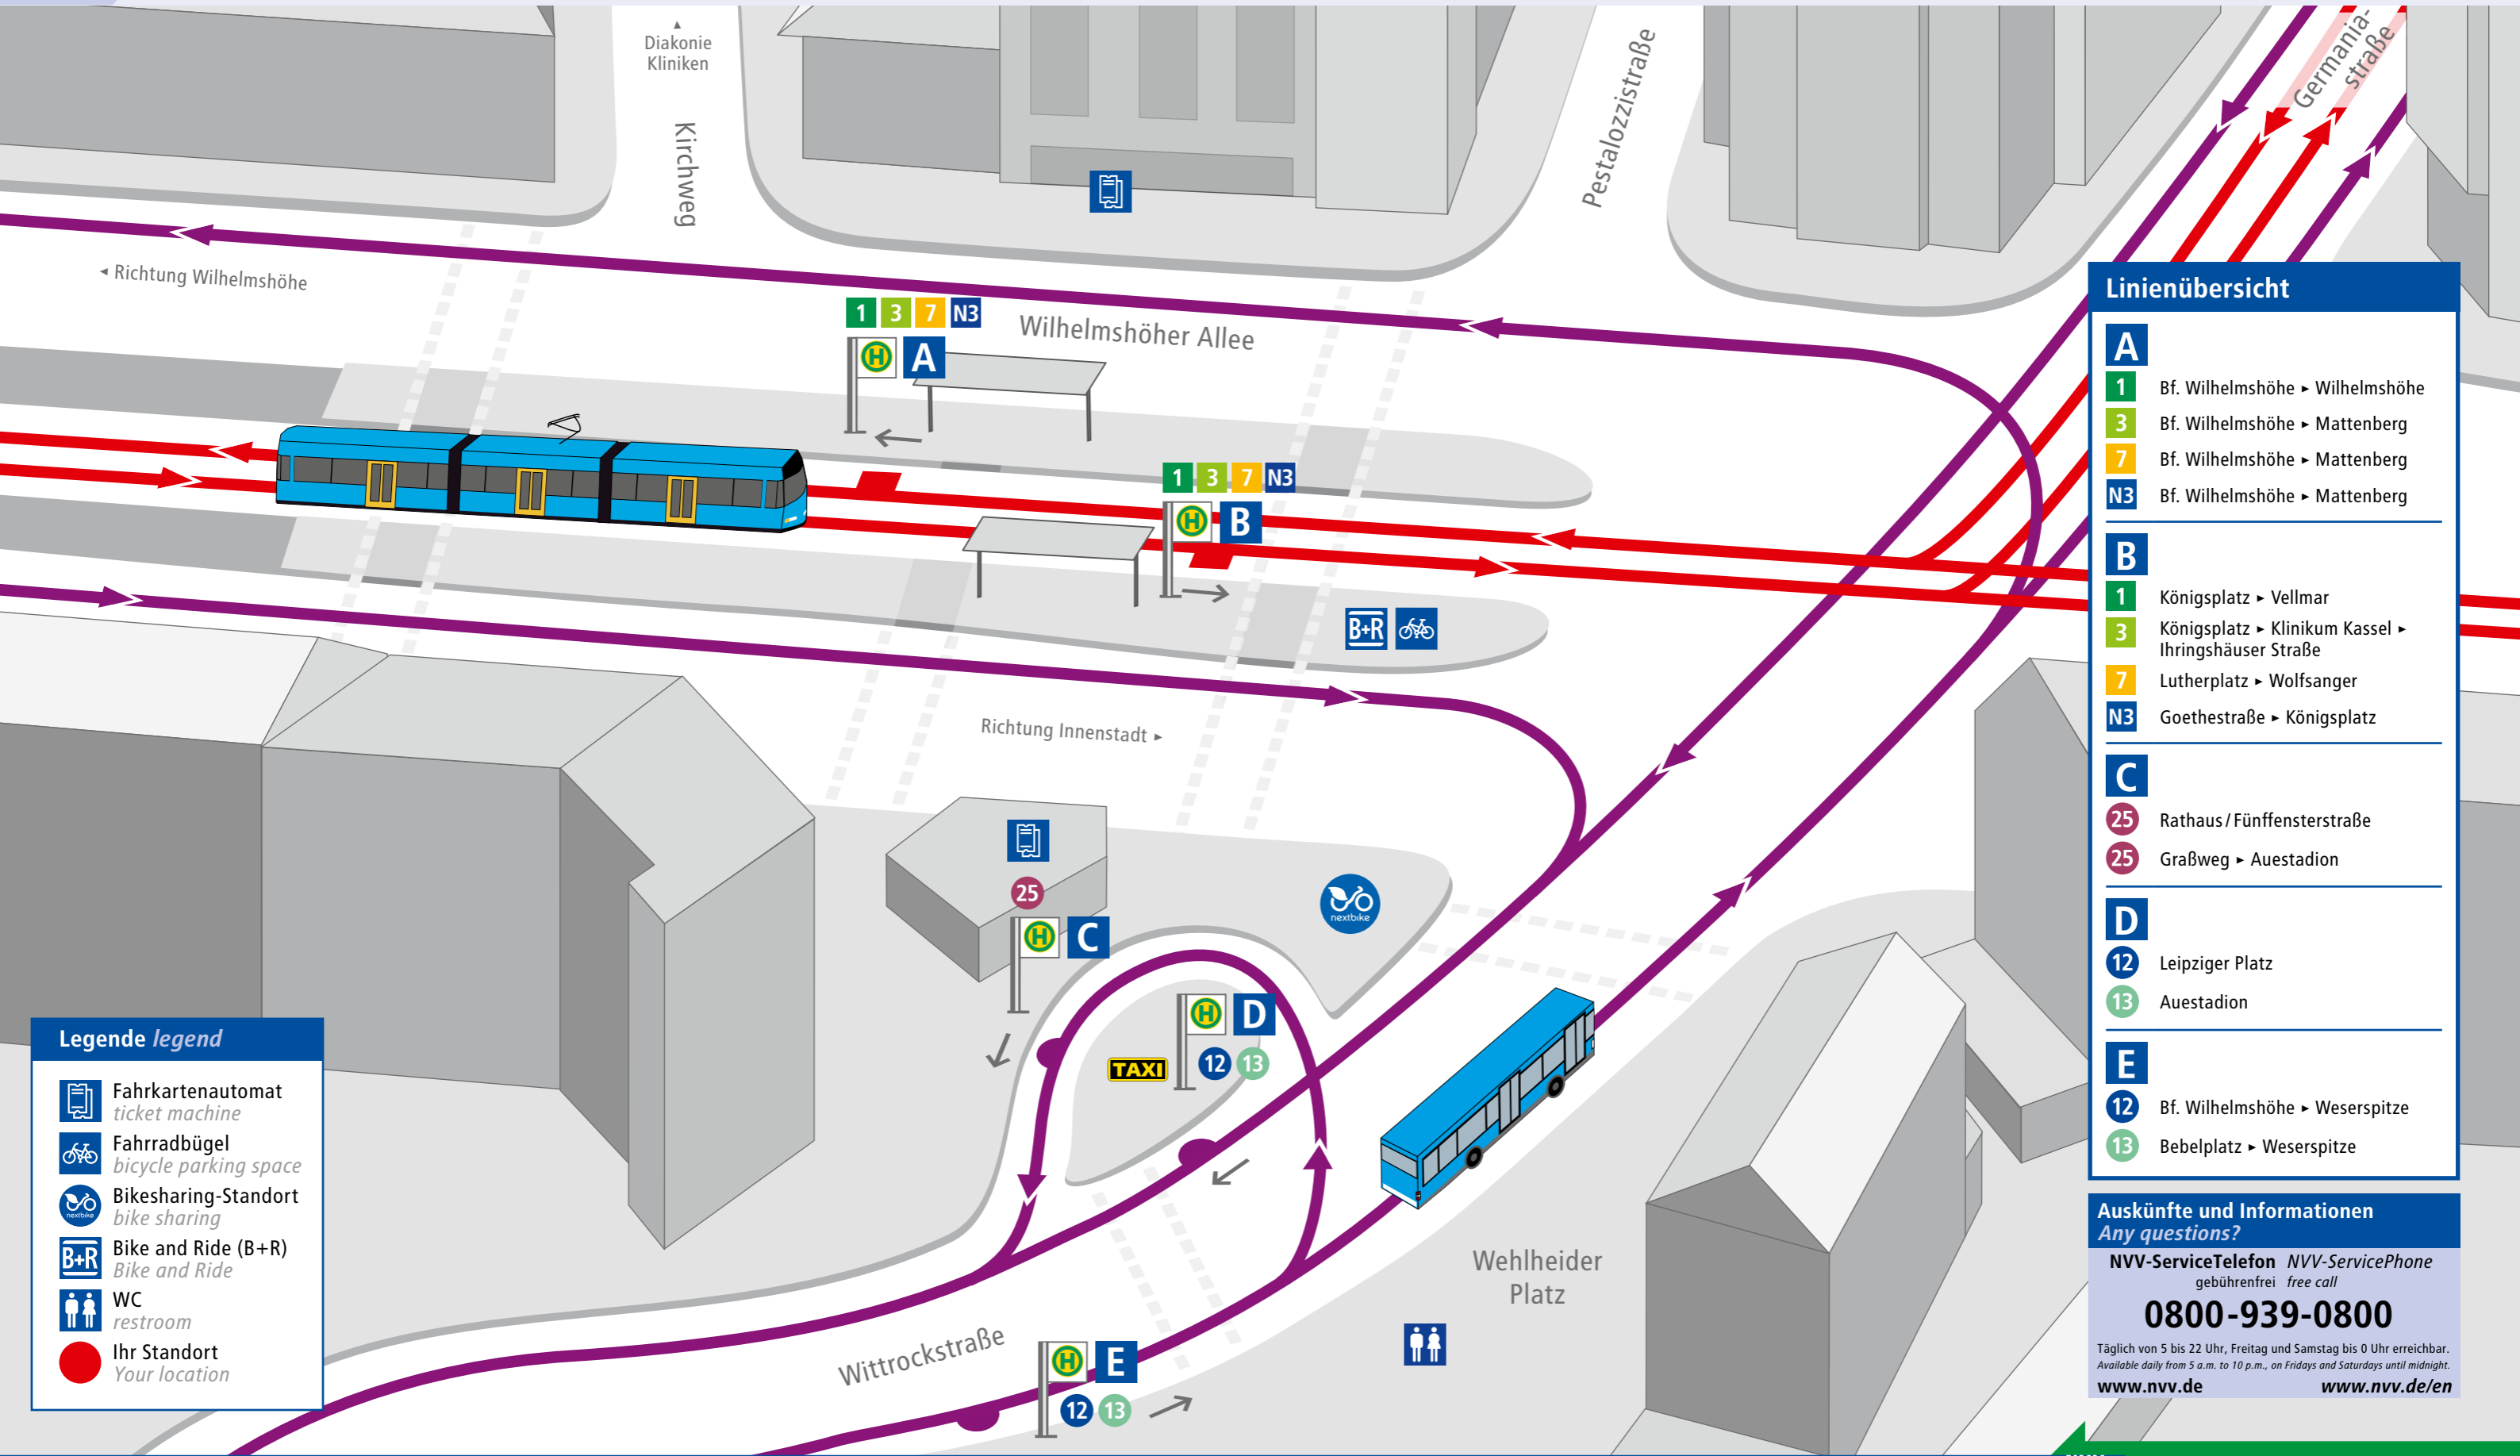 ▲
Diakonie
Kliniken
Kirchweg
Pestalozzistraße
Germania-
straße
◂ Richtung Wilhelmshöhe
1 3 7 N3
H A
Wilhelmshöher Allee
1 3 7 N3
H B
B+R
Richtung Innenstadt ▸
25
H C
nextbike
H D
TAXI
12 13
Wehlheider
Platz
Wittrockstraße
H E
12 13
Legende legend
Fahrkartenautomat
ticket machine
Fahrradbügel
bicycle parking space
nextbike
Bikesharing-Standort
bike sharing
B+R
Bike and Ride (B+R)
Bike and Ride
WC
restroom
Ihr Standort
Your location
Linienübersicht
A
1 Bf. Wilhelmshöhe ▸ Wilhelmshöhe
3 Bf. Wilhelmshöhe ▸ Mattenberg
7 Bf. Wilhelmshöhe ▸ Mattenberg
N3 Bf. Wilhelmshöhe ▸ Mattenberg
B
1 Königsplatz ▸ Vellmar
3 Königsplatz ▸ Klinikum Kassel ▸
Ihringshäuser Straße
7 Lutherplatz ▸ Wolfsanger
N3 Goethestraße ▸ Königsplatz
C
25 Rathaus/Fünffensterstraße
25 Graßweg ▸ Auestadion
D
12 Leipziger Platz
13 Auestadion
E
12 Bf. Wilhelmshöhe ▸ Weserspitze
13 Bebelplatz ▸ Weserspitze
Auskünfte und Informationen
Any questions?
NVV-ServiceTelefon NVV-ServicePhone
gebührenfrei free call
0800-939-0800
Täglich von 5 bis 22 Uhr, Freitag und Samstag bis 0 Uhr erreichbar.
Available daily from 5 a.m. to 10 p.m., on Fridays and Saturdays until midnight.
www.nvv.de www.nvv.de/en